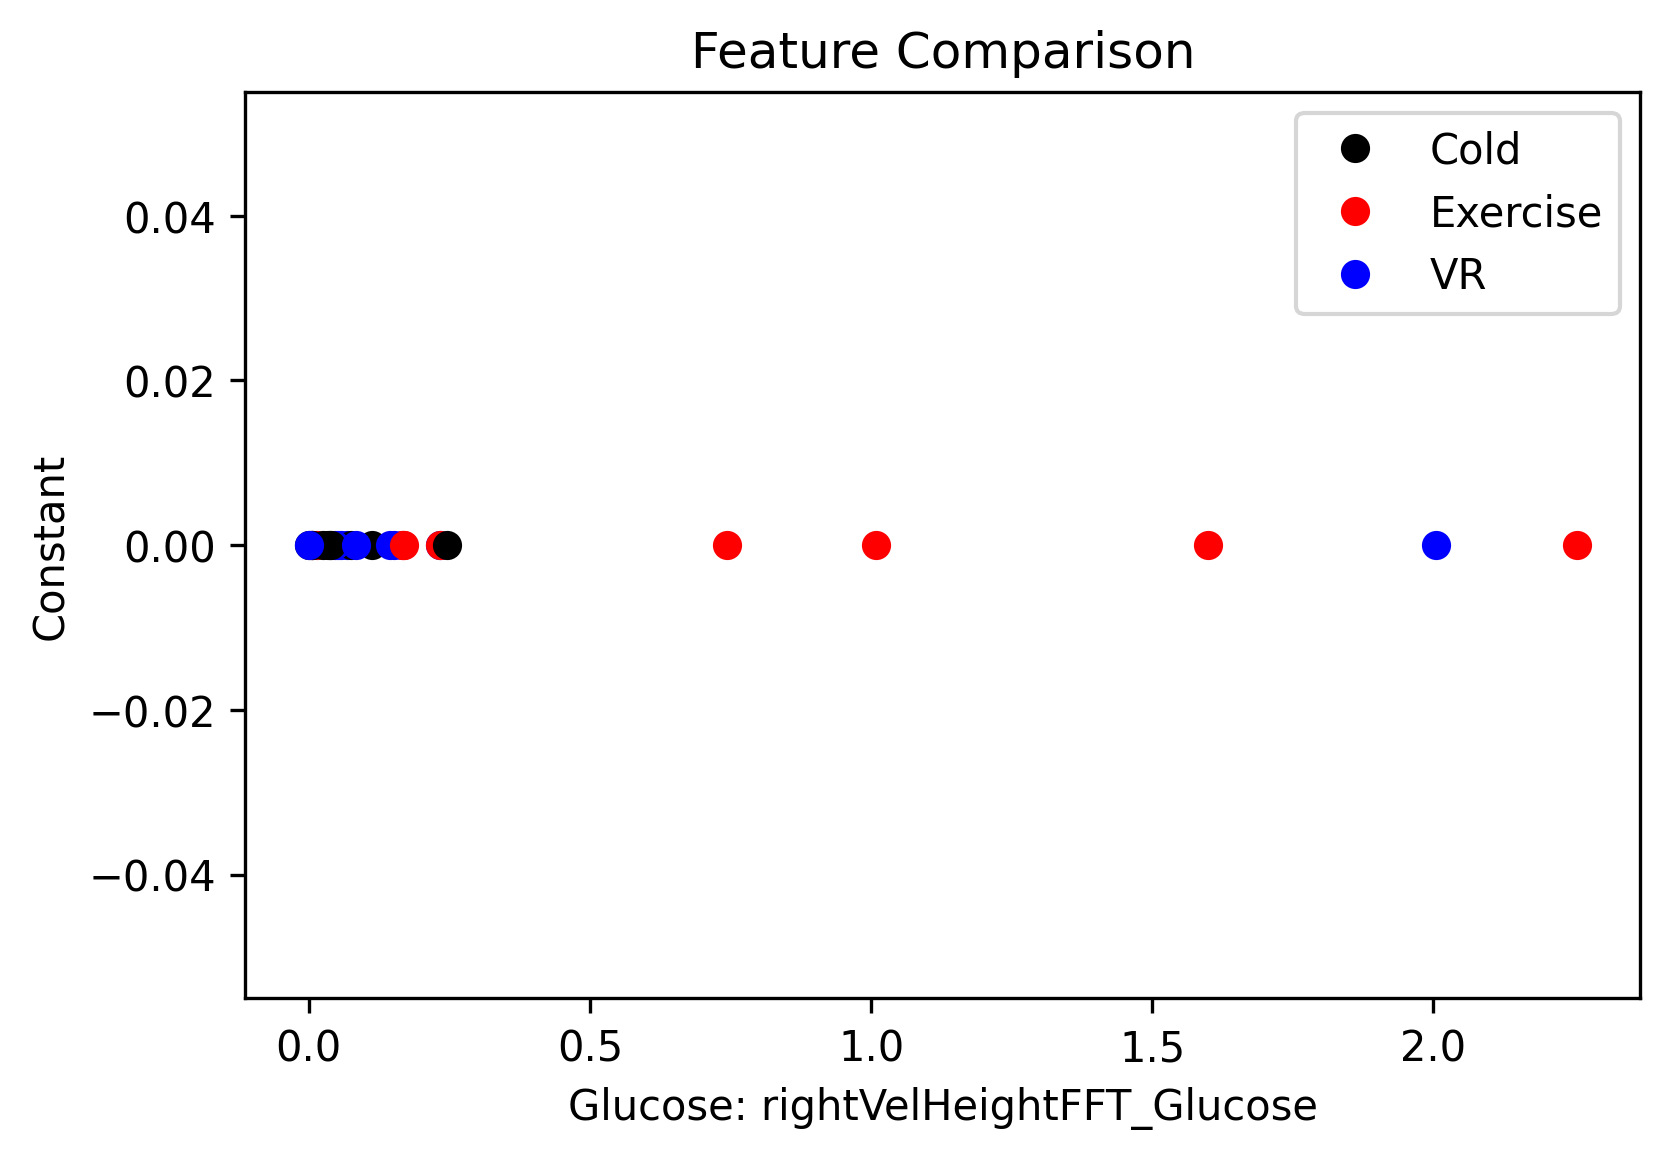 Feature Comparison
Cold
Exercise
VR
0.04
0.02
0.00
−0.02
−0.04
Constant
0.0 0.5 1.0 1.5 2.0
Glucose: rightVelHeightFFT_Glucose